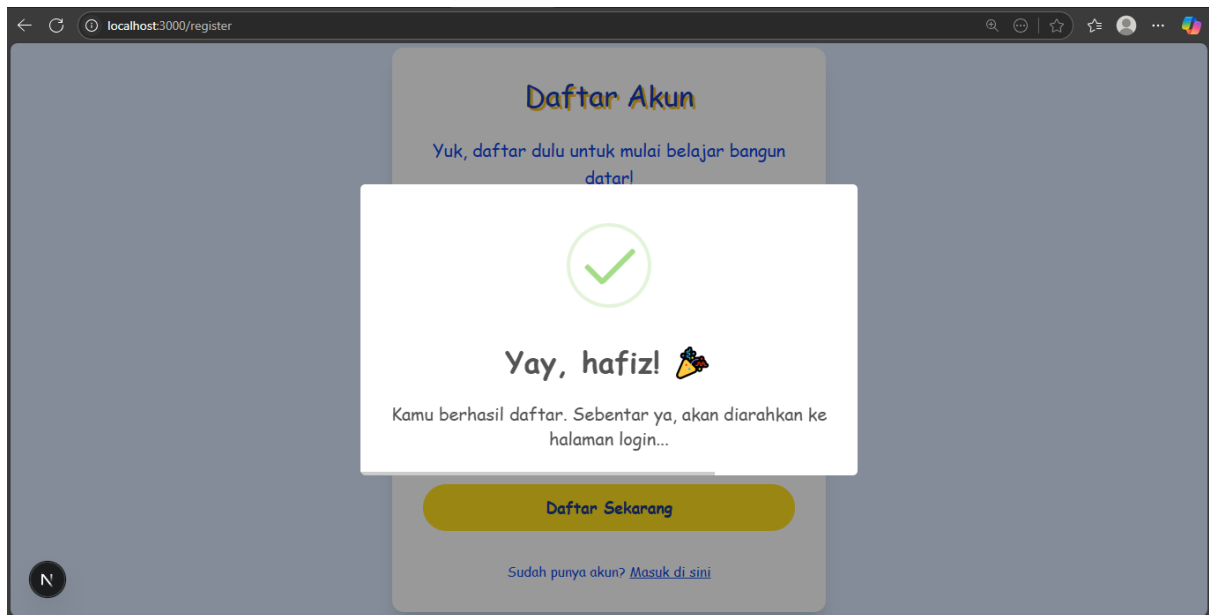 localhost:3000/register
Daftar Akun
Yuk, daftar dulu untuk mulai belajar bangun
datar!
Yay, hafiz! 🎉
Kamu berhasil daftar. Sebentar ya, akan diarahkan ke
halaman login...
Daftar Sekarang
Sudah punya akun? Masuk di sini
N